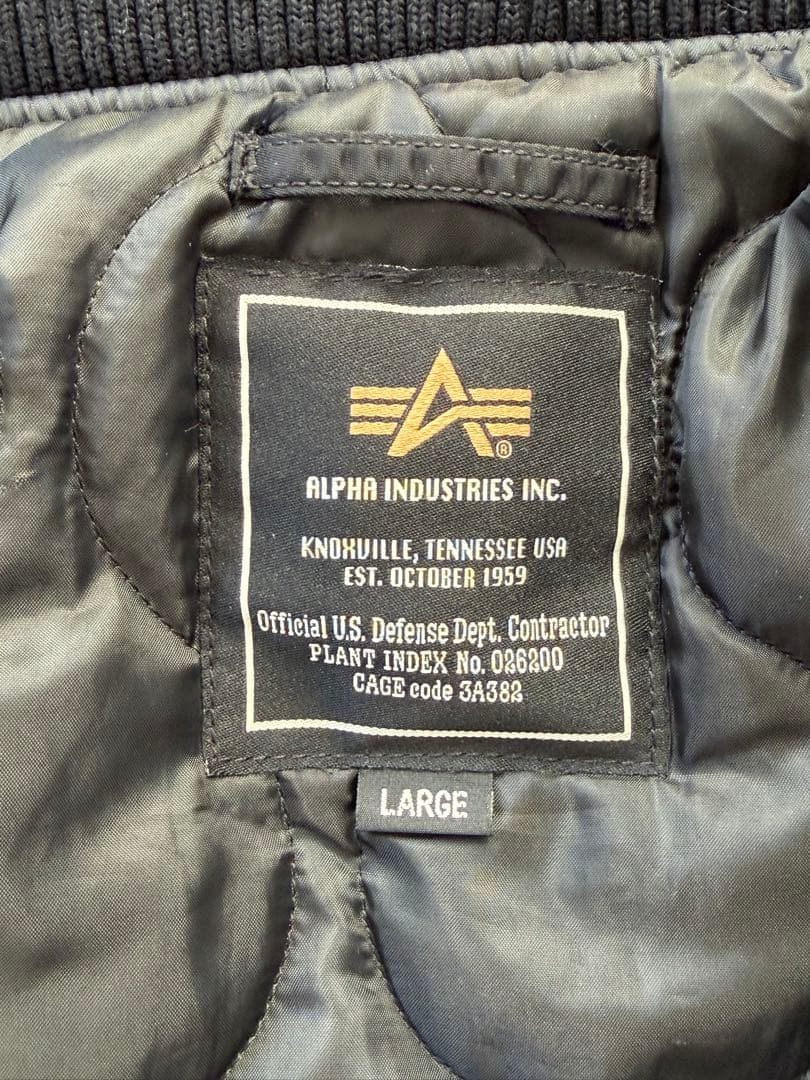 ®
ALPHA INDUSTRIES INC.
KNOXVILLE, TENNESSEE USA
EST. OCTOBER 1959
Official U.S. Defense Dept. Contractor
PLANT INDEX No. 026200
CAGE code 3A382
LARGE